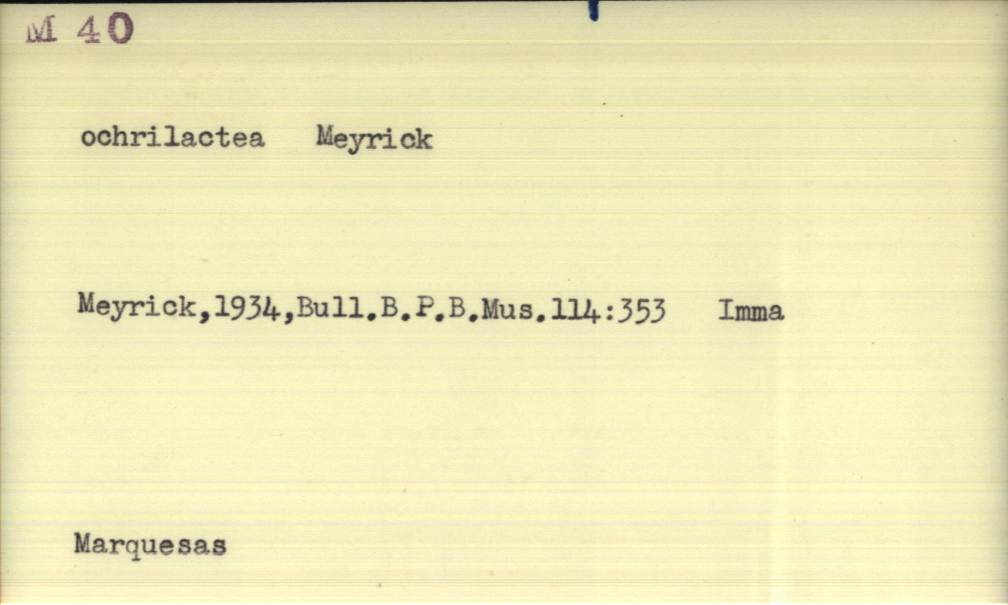 M 40
ochrilactea Meyrick
Meyrick,1934,Bull.B.P.B.Mus.114:353 Imma
Marquesas